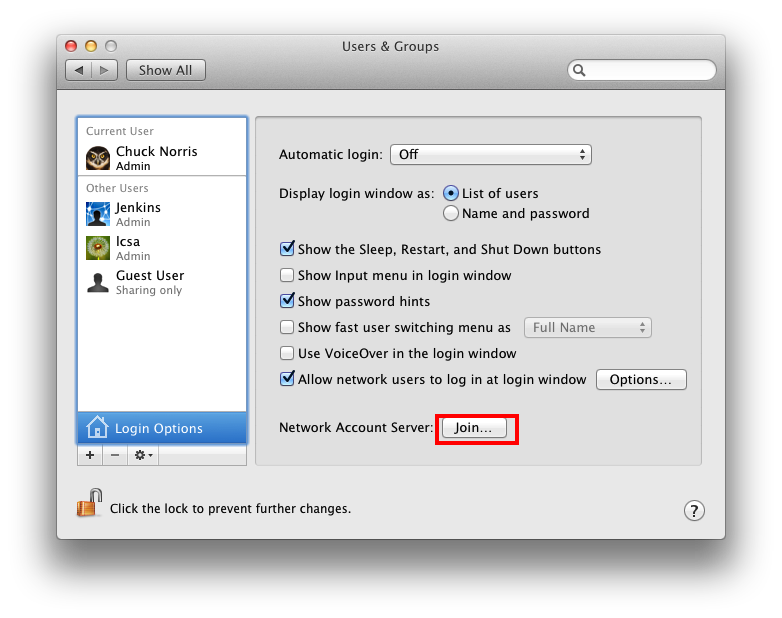 Users & Groups
Show All
Current User
Chuck Norris
Admin
Other Users
Jenkins
Admin
lcsa
Admin
Guest User
Sharing only
Login Options
Automatic login: Off
Display login window as: List of users
Name and password
Show the Sleep, Restart, and Shut Down buttons
Show Input menu in login window
Show password hints
Show fast user switching menu as Full Name
Use VoiceOver in the login window
Allow network users to log in at login window Options...
Network Account Server: Join...
Click the lock to prevent further changes.
?